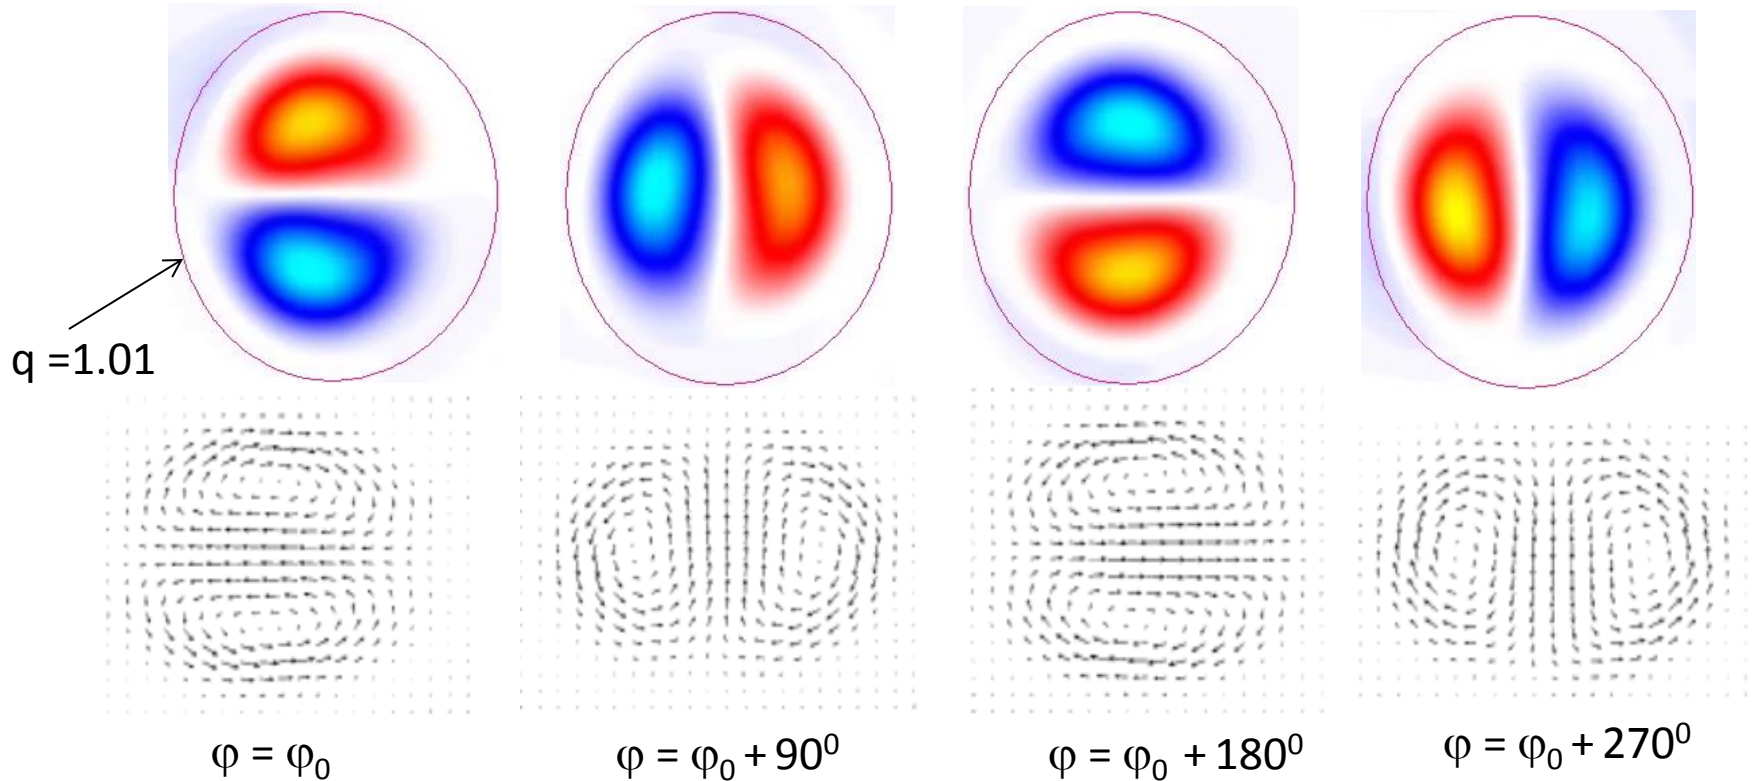 q =1.01
φ = φ₀
φ = φ₀ + 90⁰
φ = φ₀ + 180⁰
φ = φ₀ + 270⁰